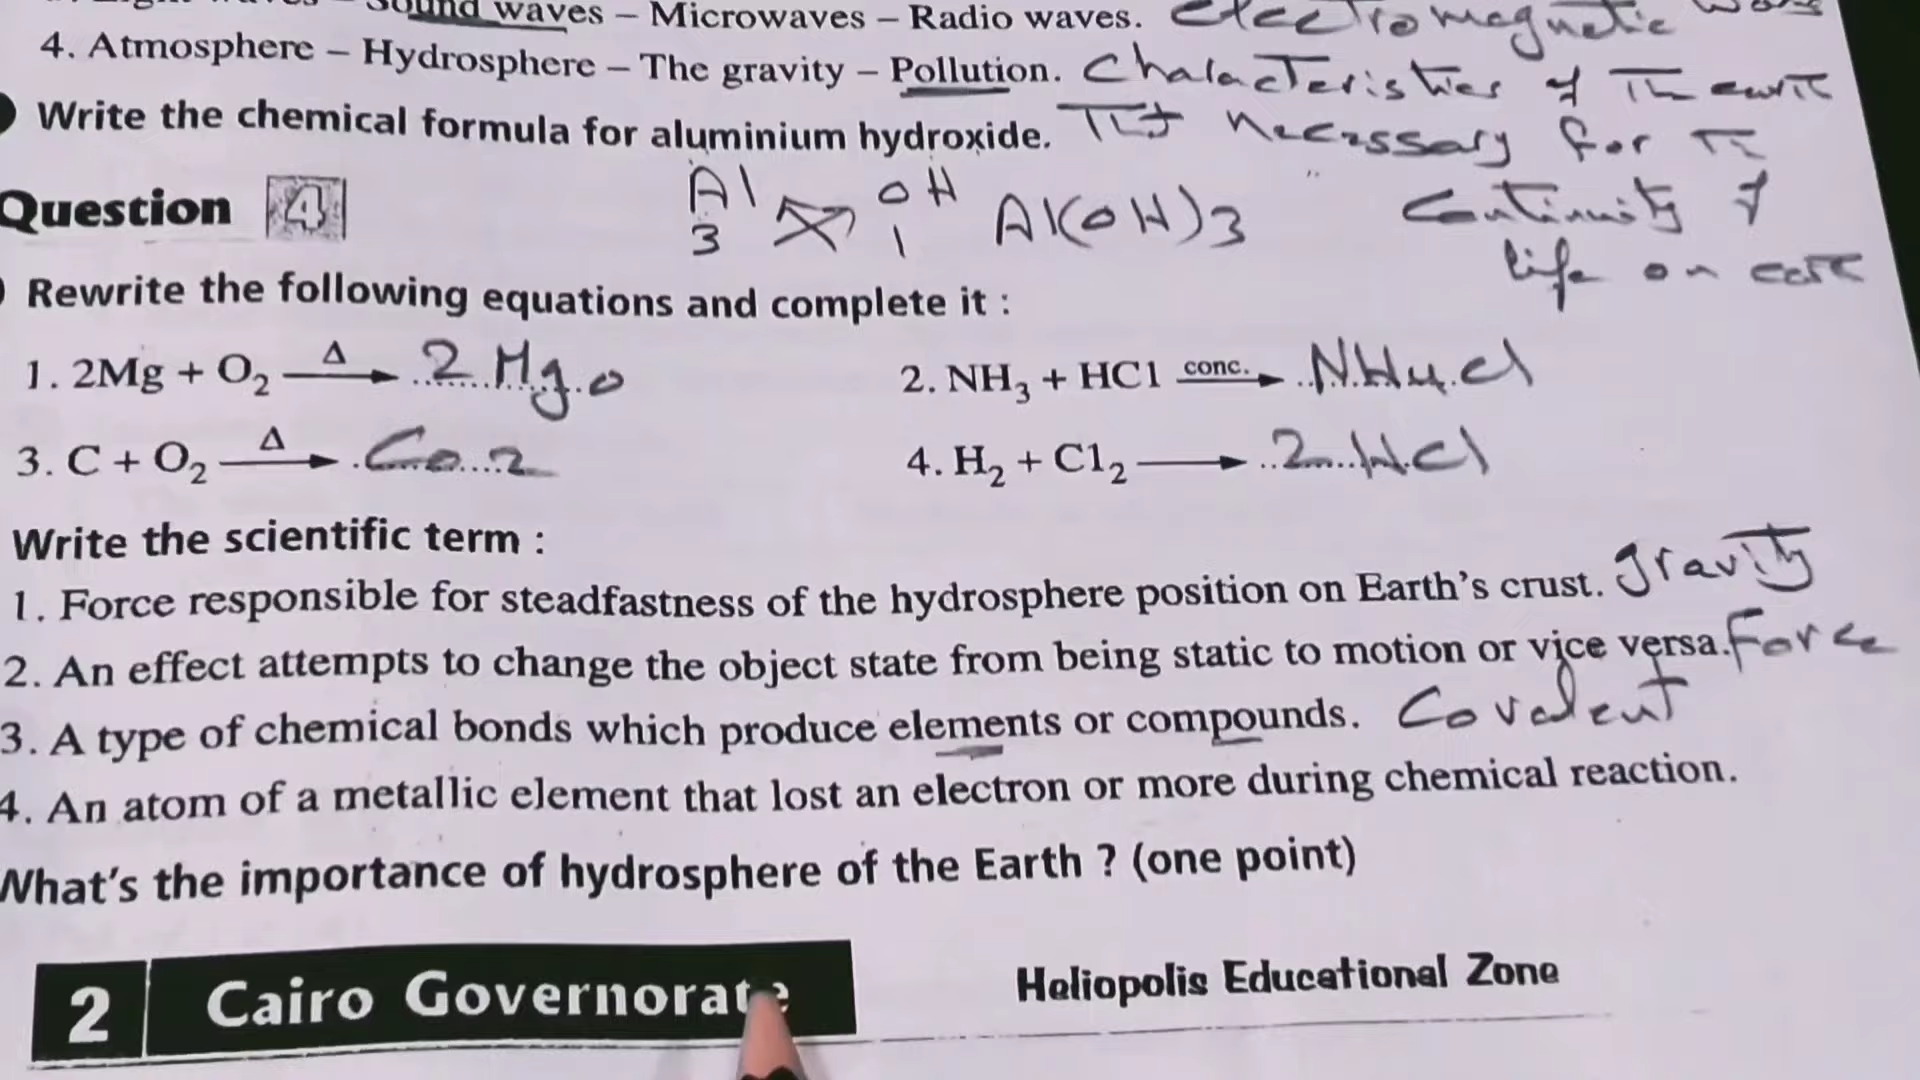 Sound waves – Microwaves – Radio waves. electromagnetic waves
4. Atmosphere – Hydrosphere – The gravity – Pollution. Chalacteristies of The earth
Write the chemical formula for aluminium hydroxide. That necessary for The
Al OH Al(OH)3 Continuity of
3 1
Question 4
life on earth
Rewrite the following equations and complete it :
1. 2Mg + O₂ —Δ→ 2 Mgo 2. NH₃ + HCl —conc.→ NH4Cl
3. C + O₂ —Δ→ Co2 4. H₂ + Cl₂ → 2 HCl
Write the scientific term :
1. Force responsible for steadfastness of the hydrosphere position on Earth's crust. gravity
2. An effect attempts to change the object state from being static to motion or vice versa. Force
3. A type of chemical bonds which produce elements or compounds. Covalent
4. An atom of a metallic element that lost an electron or more during chemical reaction.
What's the importance of hydrosphere of the Earth ? (one point)
2 Cairo Governorate Heliopolis Educational Zone